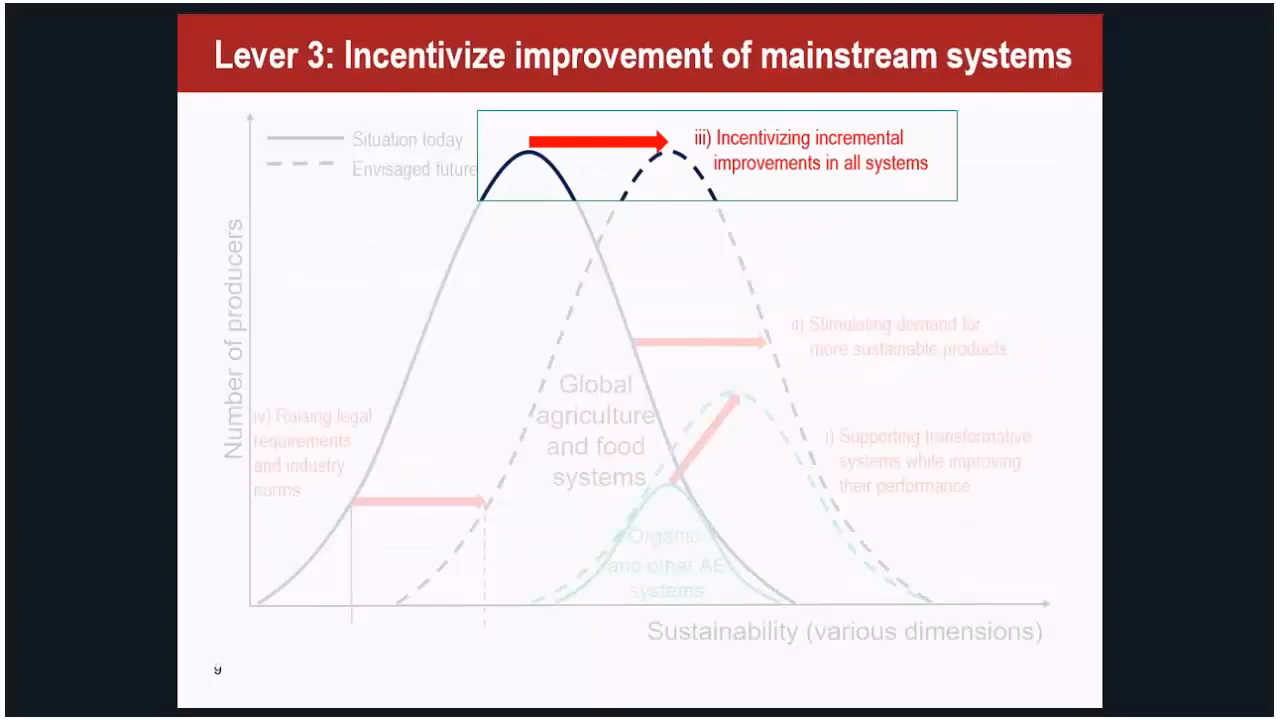 Lever 3: Incentivize improvement of mainstream systems
Situation today
Envisaged future
iii) Incentivizing incremental
improvements in all systems
Number of producers
ii) Stimulating demand for
more sustainable products
Global
agriculture
and food
systems
iv) Raising legal
requirements
and industry
norms
i) Supporting transformative
systems while improving
their performance
Organic
and other AE
systems
Sustainability (various dimensions)
9